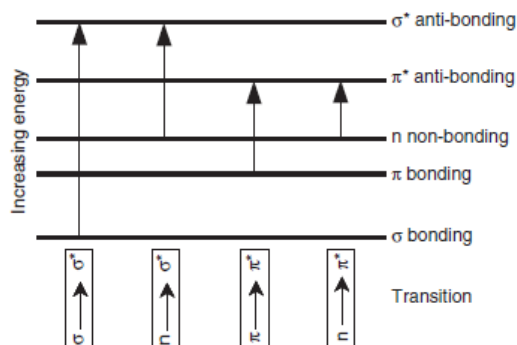 σ* anti-bonding
π* anti-bonding
n non-bonding
π bonding
σ bonding
Increasing energy
σ → σ*
n → σ*
π → π*
n → π*
Transition